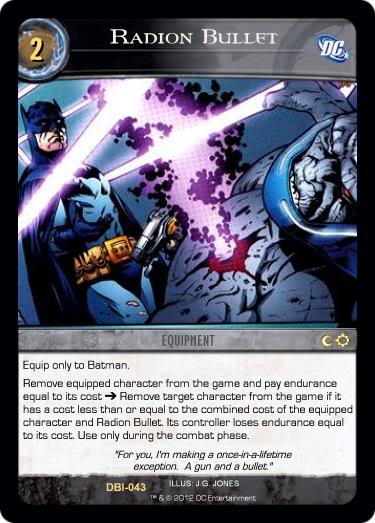 2
Radion Bullet
DC
EQUIPMENT
Equip only to Batman.
Remove equipped character from the game and pay endurance
equal to its cost ➔ Remove target character from the game if it
has a cost less than or equal to the combined cost of the equipped
character and Radion Bullet. Its controller loses endurance equal
to its cost. Use only during the combat phase.
"For you, I'm making a once-in-a-lifetime
exception. A gun and a bullet."
DBI-043
ILLUS: J.G. JONES
™ & © 2012 DC Entertainment